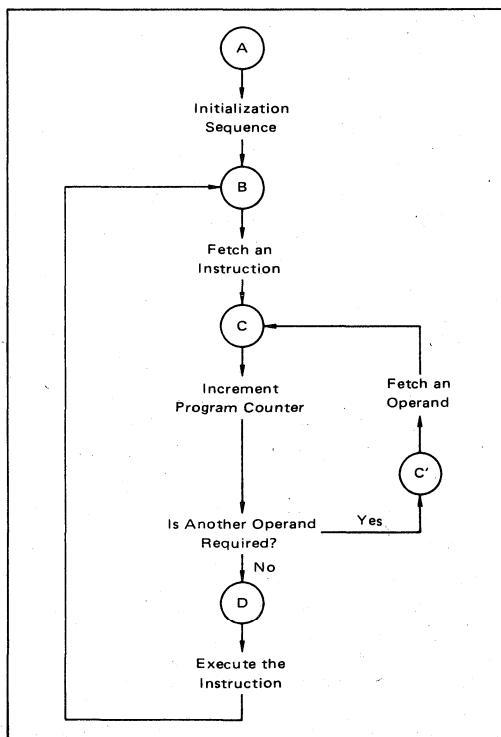 A
Initialization
Sequence
B
Fetch an
Instruction
C
Increment
Program Counter
Fetch an
Operand
C'
Is Another Operand
Required?
Yes
No
D
Execute the
Instruction